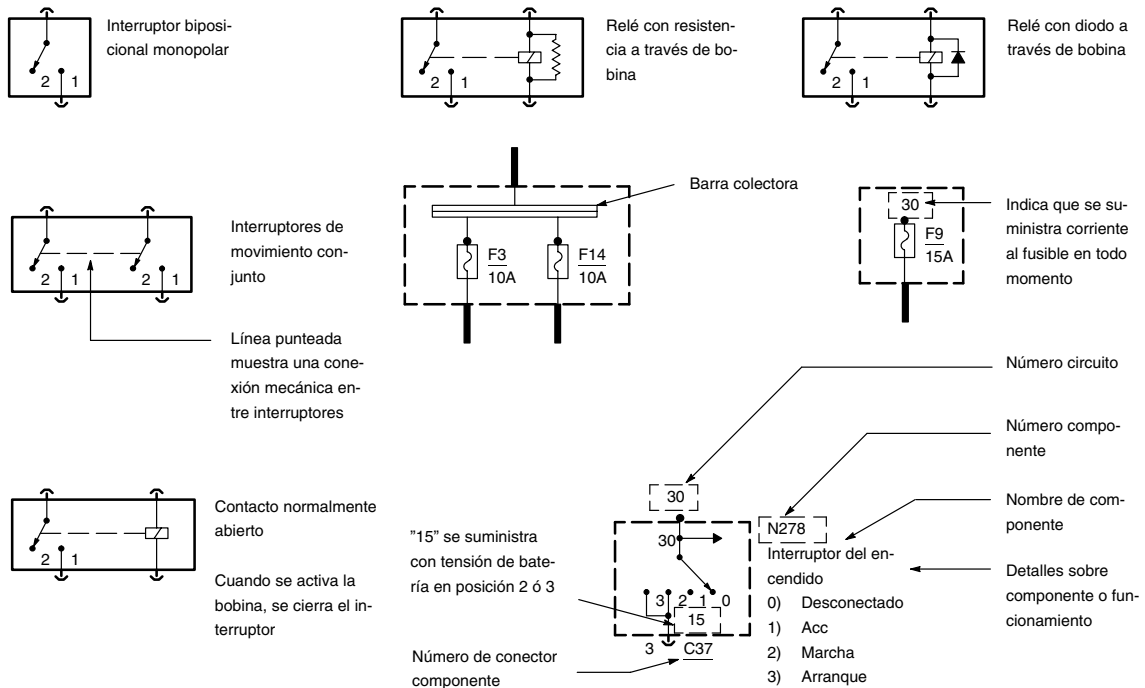 Interruptor biposi-
cional monopolar
2 1
Relé con resisten-
cia a través de bo-
bina
2 1
Relé con diodo a
través de bobina
2 1
Interruptores de
movimiento con-
junto
2 1 2 1
Línea punteada
muestra una cone-
xión mecánica en-
tre interruptores
Barra colectora
F3
10A
F14
10A
30
F9
15A
Indica que se su-
ministra corriente
al fusible en todo
momento
Contacto normalmente
abierto
2 1
Cuando se activa la
bobina, se cierra el in-
terruptor
Número circuito
Número compo-
nente
Nombre de com-
ponente
Detalles sobre
componente o fun-
cionamiento
30
N278
30
Interruptor del en-
cendido
0) Desconectado
1) Acc
2) Marcha
3) Arranque
3 2 1 0
15
3 C37
"15" se suministra
con tensión de bate-
ría en posición 2 ó 3
Número de conector
componente